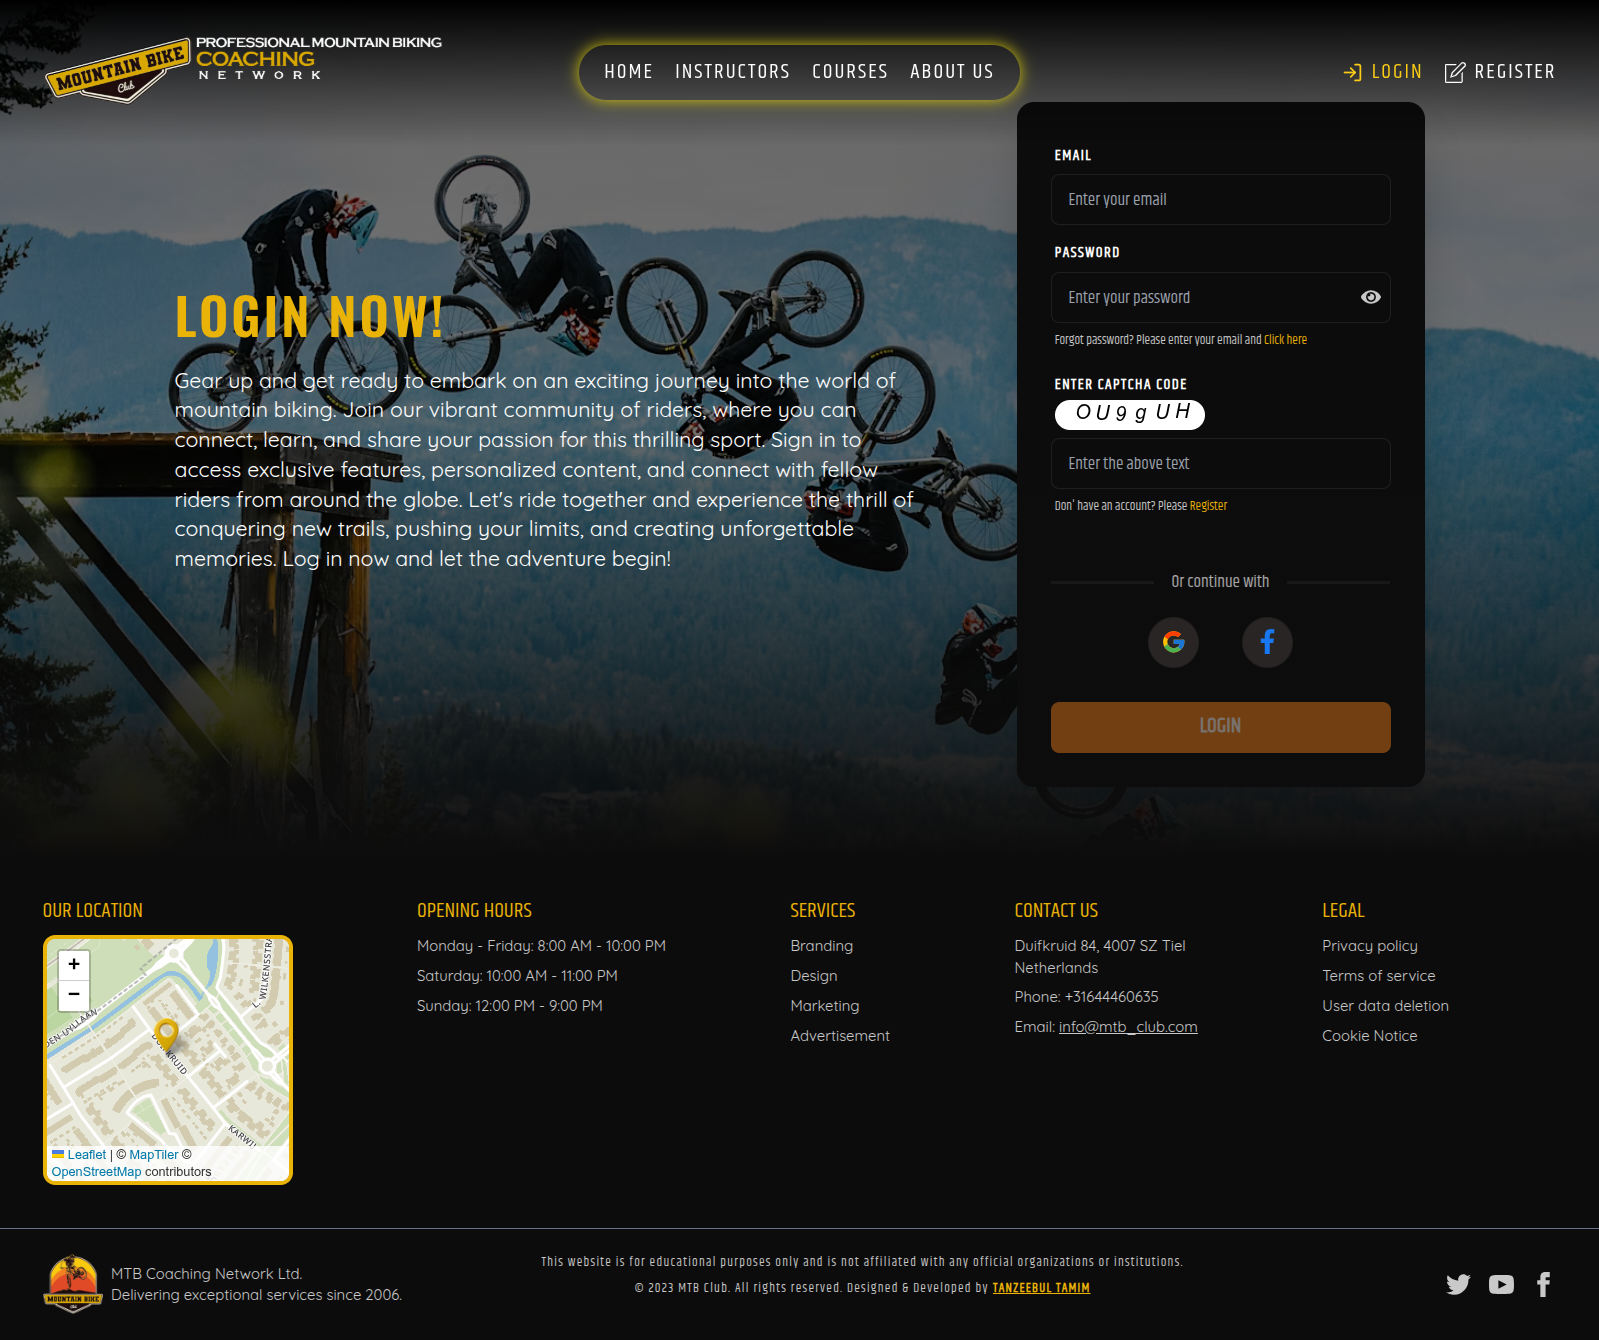 MOUNTAIN BIKE
Club
PROFESSIONAL MOUNTAIN BIKING
COACHING
NETWORK
HOME
INSTRUCTORS
COURSES
ABOUT US
LOGIN
REGISTER
LOGIN NOW!
Gear up and get ready to embark on an exciting journey into the world of
mountain biking. Join our vibrant community of riders, where you can
connect, learn, and share your passion for this thrilling sport. Sign in to
access exclusive features, personalized content, and connect with fellow
riders from around the globe. Let's ride together and experience the thrill of
conquering new trails, pushing your limits, and creating unforgettable
memories. Log in now and let the adventure begin!
EMAIL
Enter your email
PASSWORD
Enter your password
Forgot password? Please enter your email and Click here
ENTER CAPTCHA CODE
OU9gUH
Enter the above text
Don' have an account? Please Register
Or continue with
LOGIN
OUR LOCATION
+
−
L. WILKENSSTRA
DEN-UYLLAAN
KRUID
KARWIJ
Leaflet | © MapTiler ©
OpenStreetMap contributors
OPENING HOURS
Monday - Friday: 8:00 AM - 10:00 PM
Saturday: 10:00 AM - 11:00 PM
Sunday: 12:00 PM - 9:00 PM
SERVICES
Branding
Design
Marketing
Advertisement
CONTACT US
Duifkruid 84, 4007 SZ Tiel
Netherlands
Phone: +31644460635
Email: info@mtb_club.com
LEGAL
Privacy policy
Terms of service
User data deletion
Cookie Notice
MOUNTAIN BIKE
MTB Coaching Network Ltd.
Delivering exceptional services since 2006.
This website is for educational purposes only and is not affiliated with any official organizations or institutions.
© 2023 MTB Club. All rights reserved. Designed & Developed by TANZEEBUL TAMIM